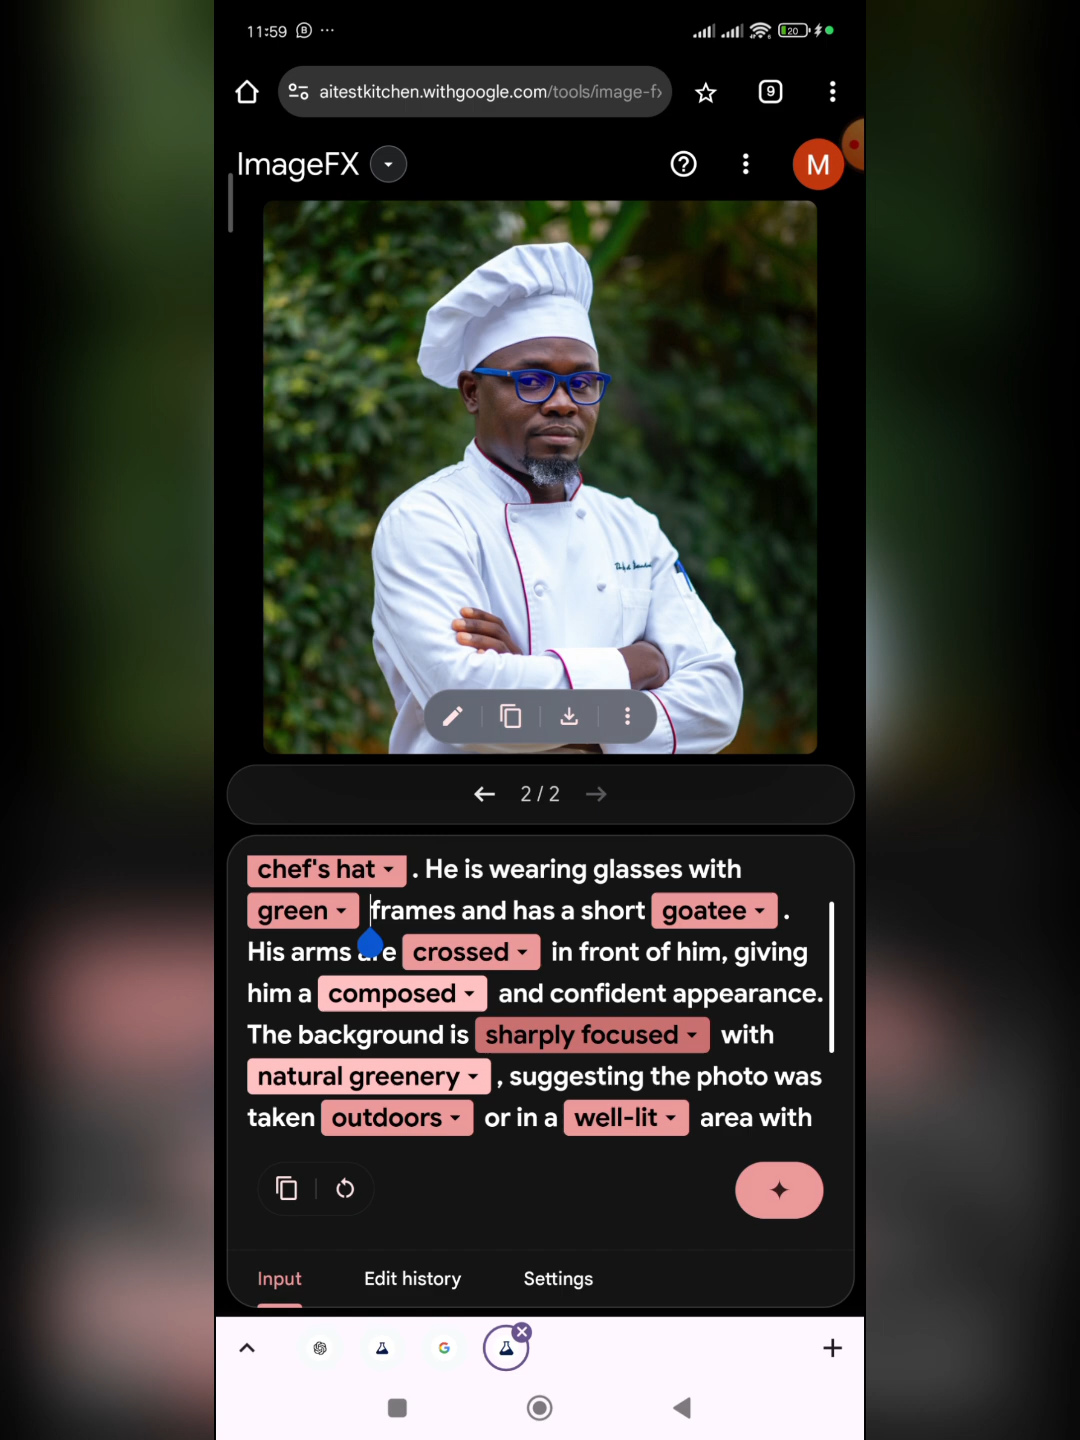 11:59
20
aitestkitchen.withgoogle.com/tools/image-f
9
ImageFX
M
2 / 2
chef's hat . He is wearing glasses with
green frames and has a short goatee .
His arms are crossed in front of him, giving
him a composed and confident appearance.
The background is sharply focused with
natural greenery , suggesting the photo was
taken outdoors or in a well-lit area with
Input Edit history Settings